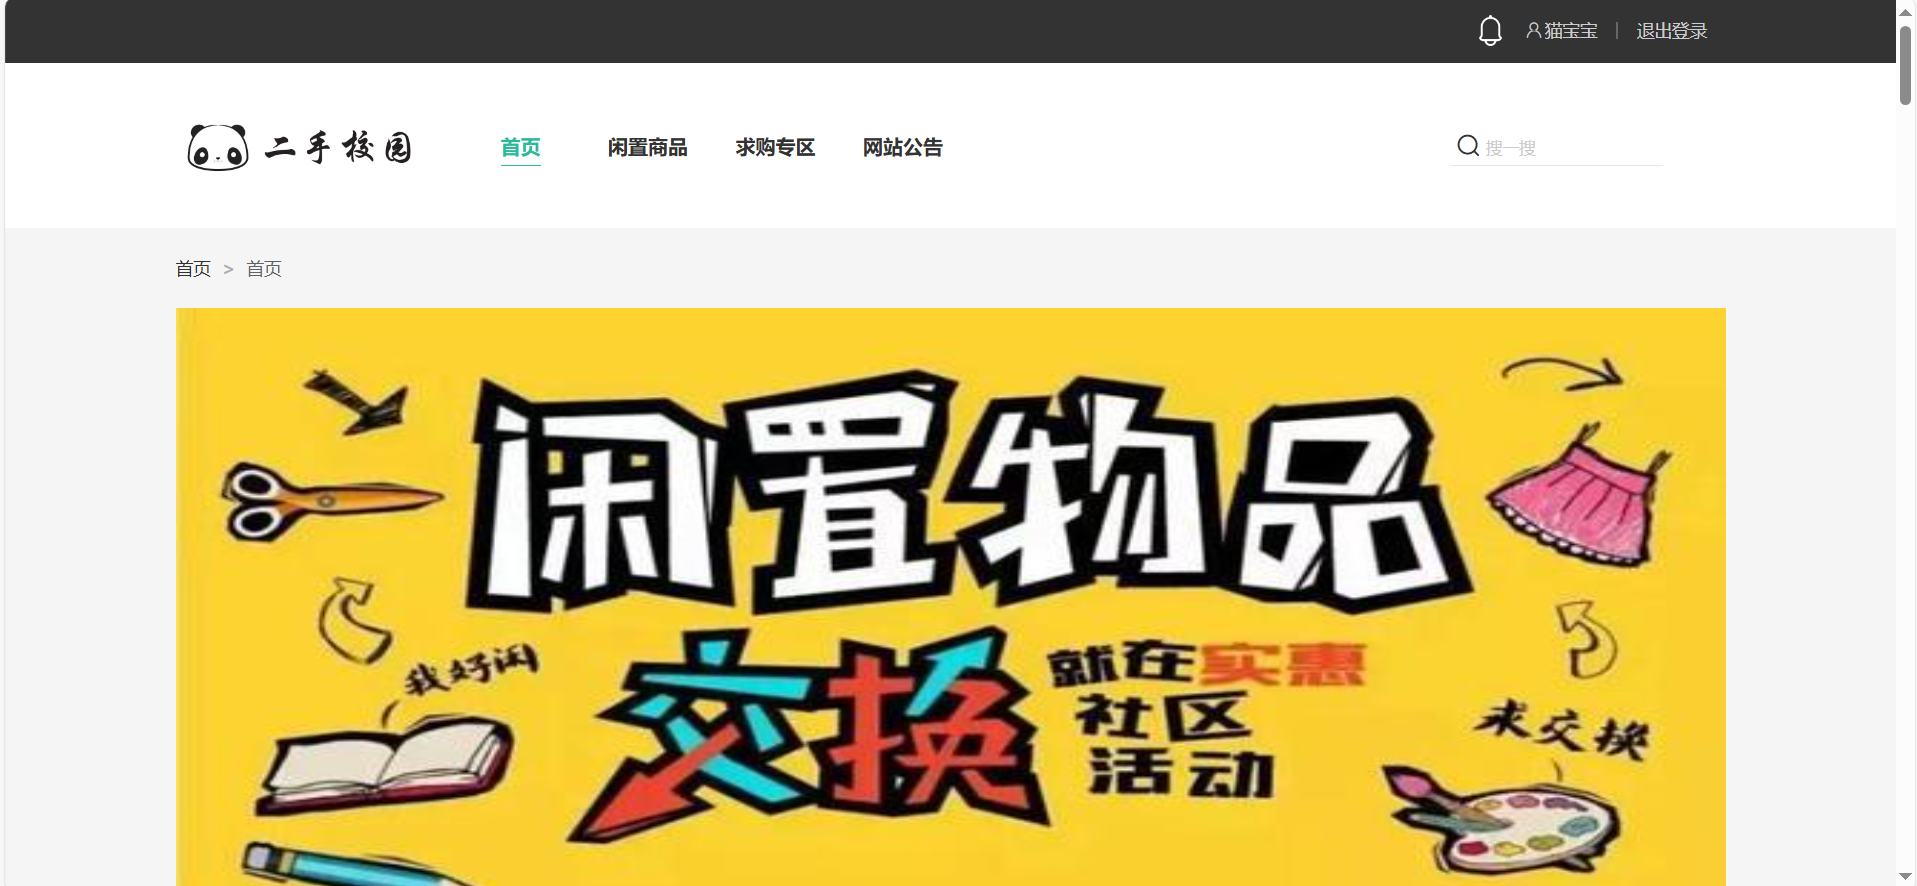 猫宝宝 | 退出登录
二手校园
首页 闲置商品 求购专区 网站公告
搜一搜
首页 > 首页
闲置物品
交换
就在实惠
社区
活动
我好闲
求交换